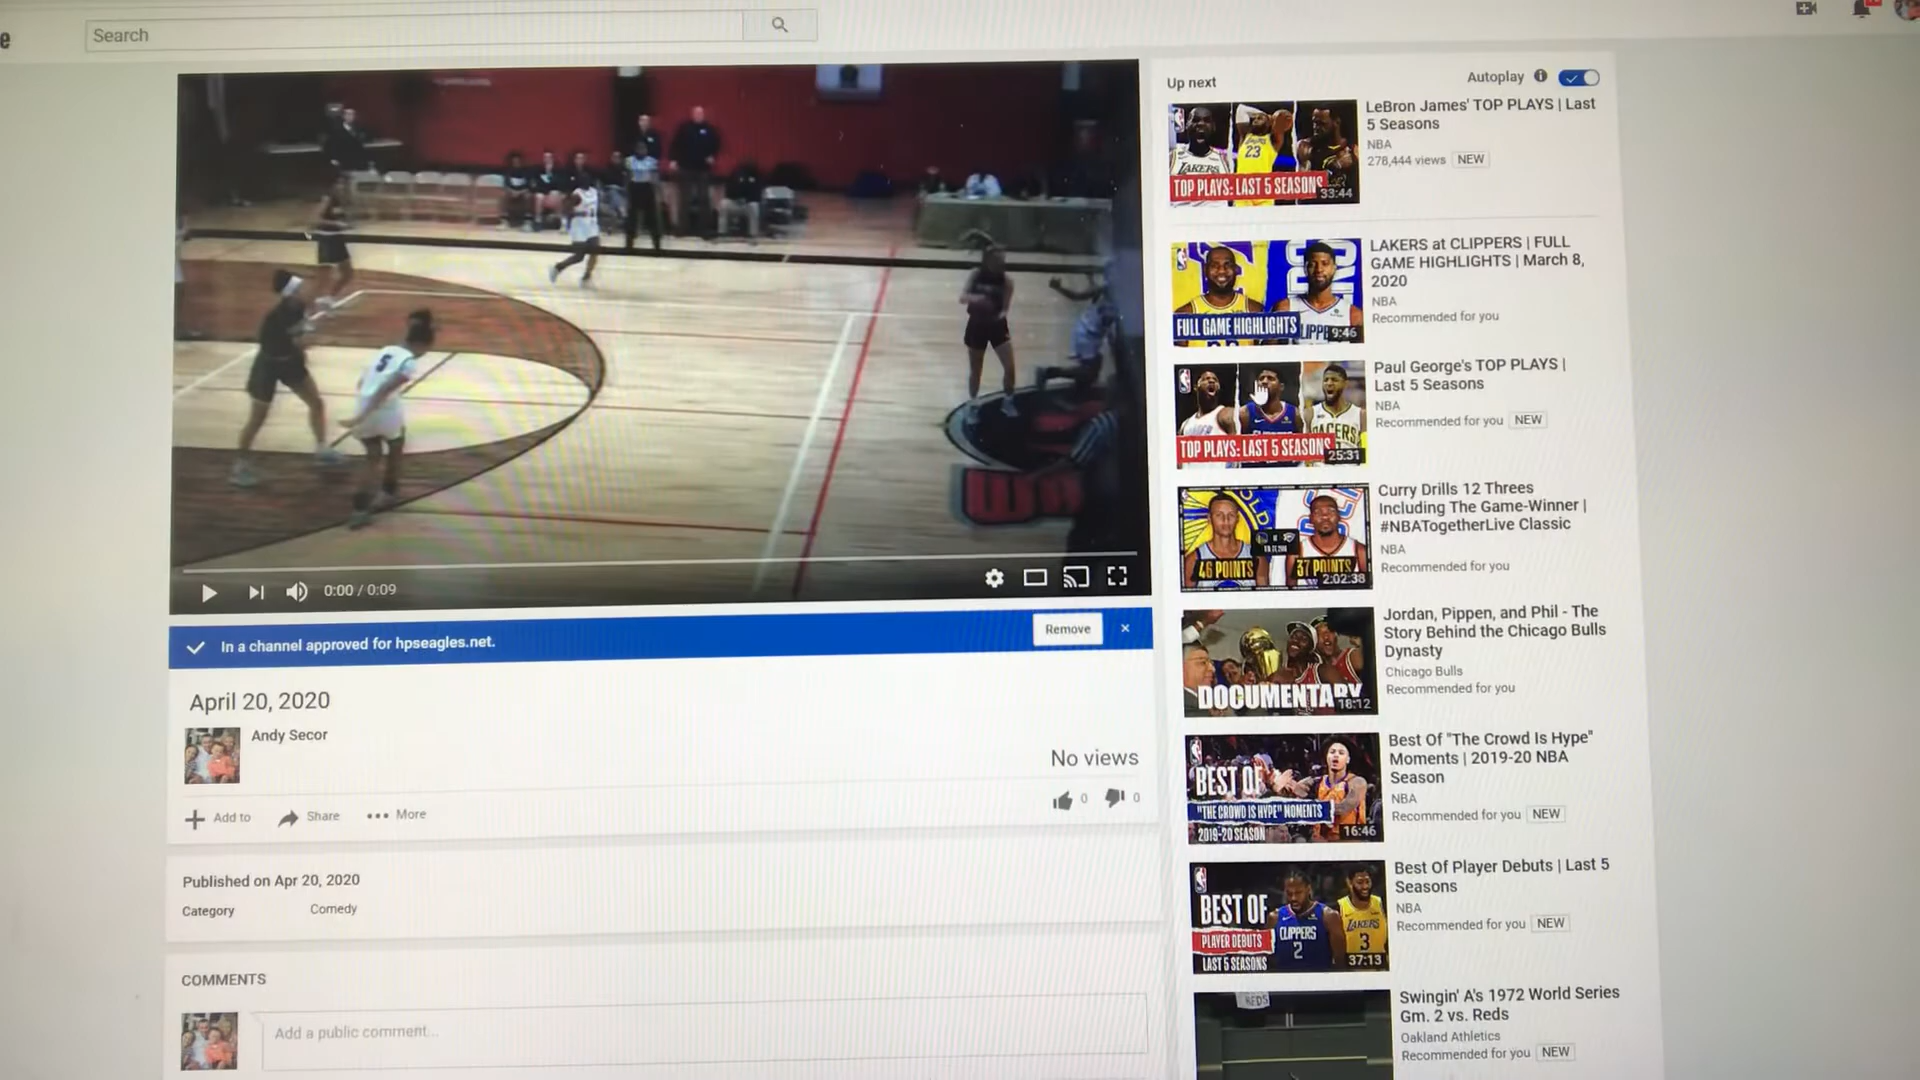 e
Search
5
0:00 / 0:09
In a channel approved for hpseagles.net.
Remove
×
April 20, 2020
Andy Secor
No views
Add to
Share
More
0
0
Published on Apr 20, 2020
Category
Comedy
COMMENTS
Add a public comment...
Up next
Autoplay
LAKERS
23
TOP PLAYS: LAST 5 SEASONS
33:44
LeBron James' TOP PLAYS | Last
5 Seasons
NBA
278,444 views NEW
FULL GAME HIGHLIGHTS
9:46
LAKERS at CLIPPERS | FULL
GAME HIGHLIGHTS | March 8,
2020
NBA
Recommended for you
PACERS
TOP PLAYS: LAST 5 SEASONS
25:31
Paul George's TOP PLAYS |
Last 5 Seasons
NBA
Recommended for you NEW
46 POINTS
37 POINTS
2:02:38
Curry Drills 12 Threes
Including The Game-Winner |
#NBATogetherLive Classic
NBA
Recommended for you
DOCUMENTARY
18:12
Jordan, Pippen, and Phil - The
Story Behind the Chicago Bulls
Dynasty
Chicago Bulls
Recommended for you
BEST OF
"THE CROWD IS HYPE" MOMENTS
2019-20 SEASON
16:46
Best Of "The Crowd Is Hype"
Moments | 2019-20 NBA
Season
NBA
Recommended for you NEW
BEST OF
PLAYER DEBUTS
LAST 5 SEASONS
CLIPPERS
2
LAKERS
3
37:13
Best Of Player Debuts | Last 5
Seasons
NBA
Recommended for you NEW
REDS
Swingin' A's 1972 World Series
Gm. 2 vs. Reds
Oakland Athletics
Recommended for you NEW